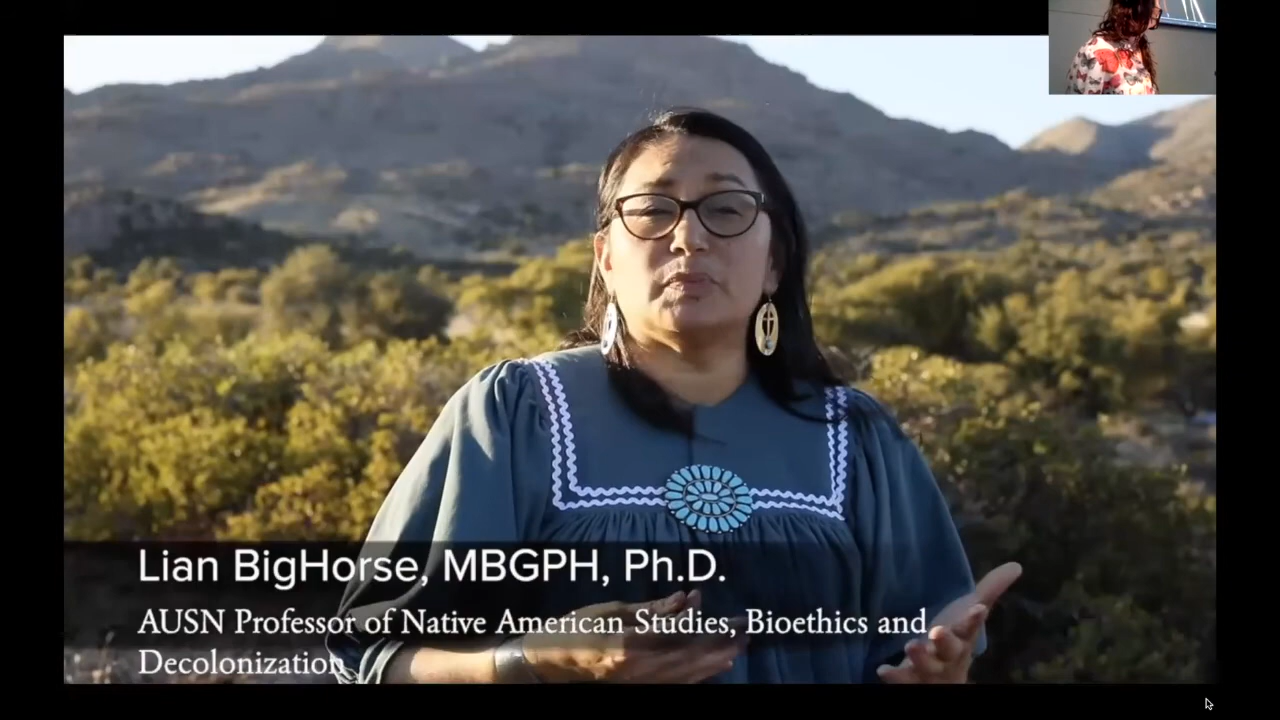 Lian BigHorse, MBGPH, Ph.D.
AUSN Professor of Native American Studies, Bioethics and
Decolonization